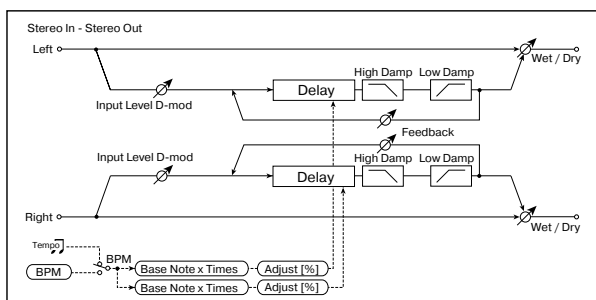 Stereo In - Stereo Out
Left
Wet / Dry
High Damp
Low Damp
Delay
Input Level D-mod
Feedback
Input Level D-mod
High Damp
Low Damp
Delay
Right
Wet / Dry
Tempo
BPM
BPM
Base Note x Times
Adjust [%]
Base Note x Times
Adjust [%]